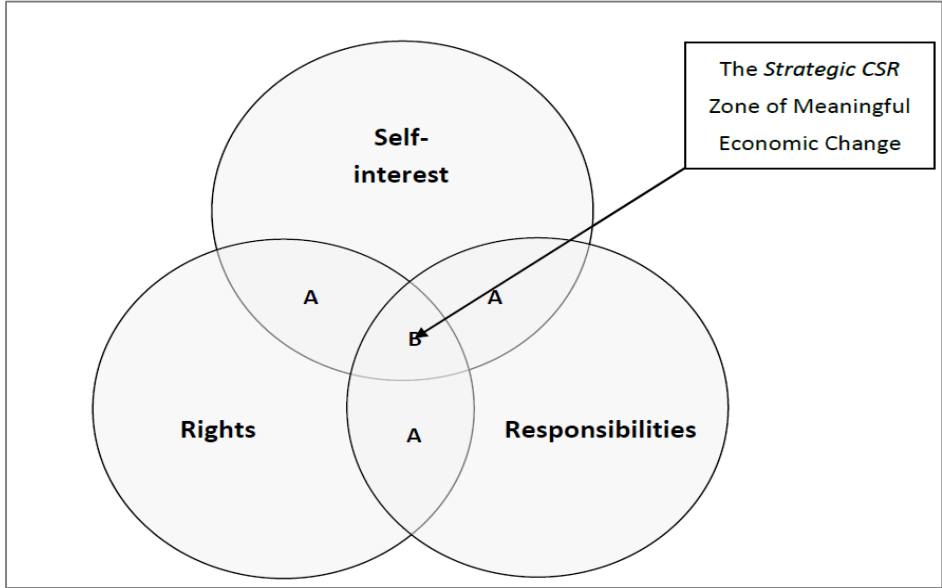 The Strategic CSR
Zone of Meaningful
Economic Change
Self-
interest
A
A
B
Rights
A
Responsibilities